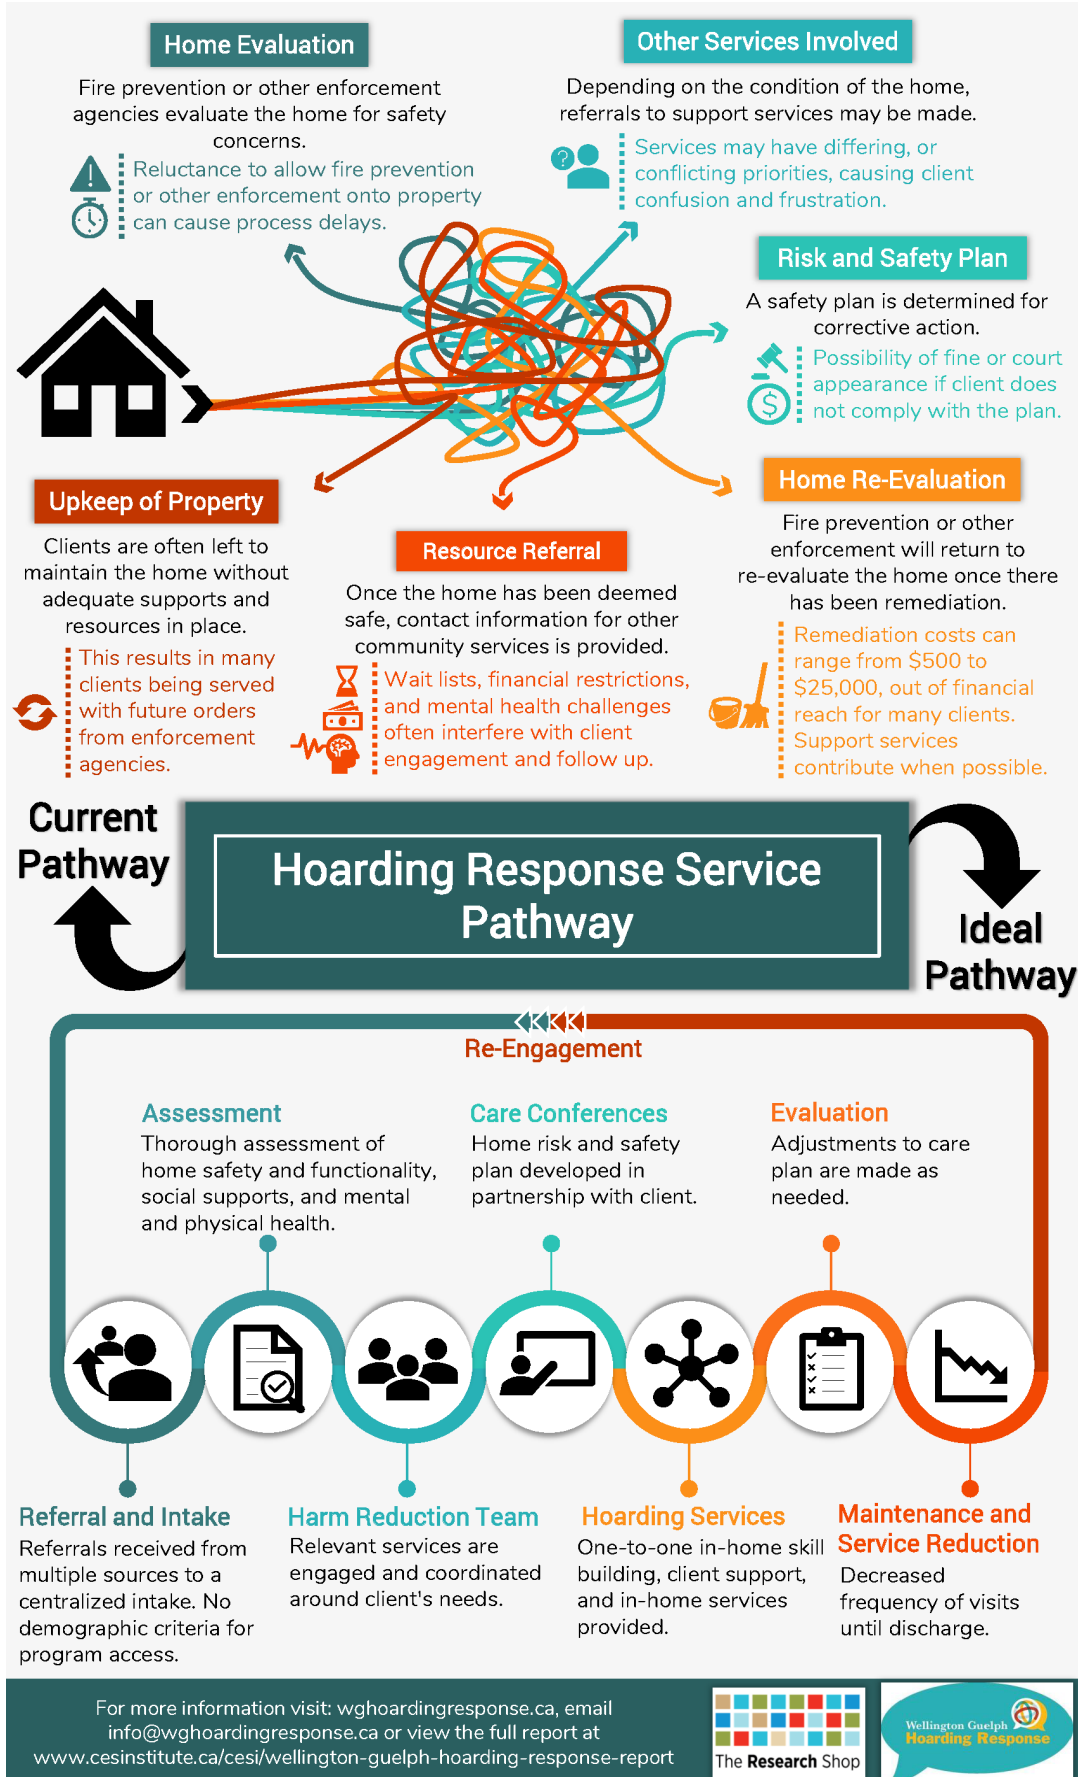 Home Evaluation
Fire prevention or other enforcement
agencies evaluate the home for safety
concerns.
Reluctance to allow fire prevention
or other enforcement onto property
can cause process delays.
Other Services Involved
Depending on the condition of the home,
referrals to support services may be made.
?
Services may have differing, or
conflicting priorities, causing client
confusion and frustration.
Risk and Safety Plan
A safety plan is determined for
corrective action.
$
Possibility of fine or court
appearance if client does
not comply with the plan.
Upkeep of Property
Clients are often left to
maintain the home without
adequate supports and
resources in place.
This results in many
clients being served
with future orders
from enforcement
agencies.
Resource Referral
Once the home has been deemed
safe, contact information for other
community services is provided.
Wait lists, financial restrictions,
and mental health challenges
often interfere with client
engagement and follow up.
Home Re-Evaluation
Fire prevention or other
enforcement will return to
re-evaluate the home once there
has been remediation.
Remediation costs can
range from $500 to
$25,000, out of financial
reach for many clients.
Support services
contribute when possible.
Current
Pathway
Hoarding Response Service
Pathway
Ideal
Pathway
Re-Engagement
Assessment
Thorough assessment of
home safety and functionality,
social supports, and mental
and physical health.
Care Conferences
Home risk and safety
plan developed in
partnership with client.
Evaluation
Adjustments to care
plan are made as
needed.
Referral and Intake
Referrals received from
multiple sources to a
centralized intake. No
demographic criteria for
program access.
Harm Reduction Team
Relevant services are
engaged and coordinated
around client's needs.
Hoarding Services
One-to-one in-home skill
building, client support,
and in-home services
provided.
Maintenance and
Service Reduction
Decreased
frequency of visits
until discharge.
For more information visit: wghoardingresponse.ca, email
info@wghoardingresponse.ca or view the full report at
www.cesinstitute.ca/cesi/wellington-guelph-hoarding-response-report
The Research Shop
Wellington Guelph
Hoarding Response